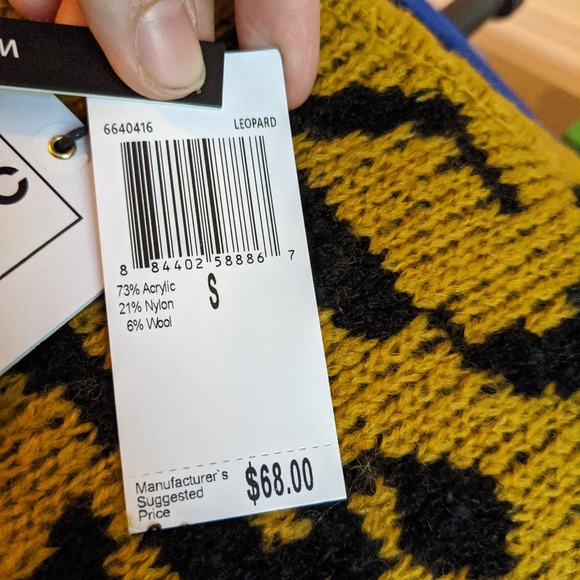 6640416 LEOPARD
8 84402 58886 7
73% Acrylic
21% Nylon
6% Wool
S
Manufacturer`s
Suggested
Price
$68.00